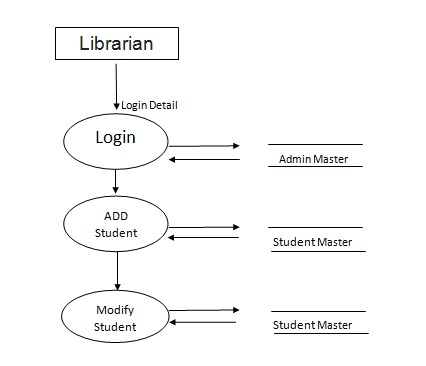 Librarian
Login Detail
Login
Admin Master
ADD
Student
Student Master
Modify
Student
Student Master